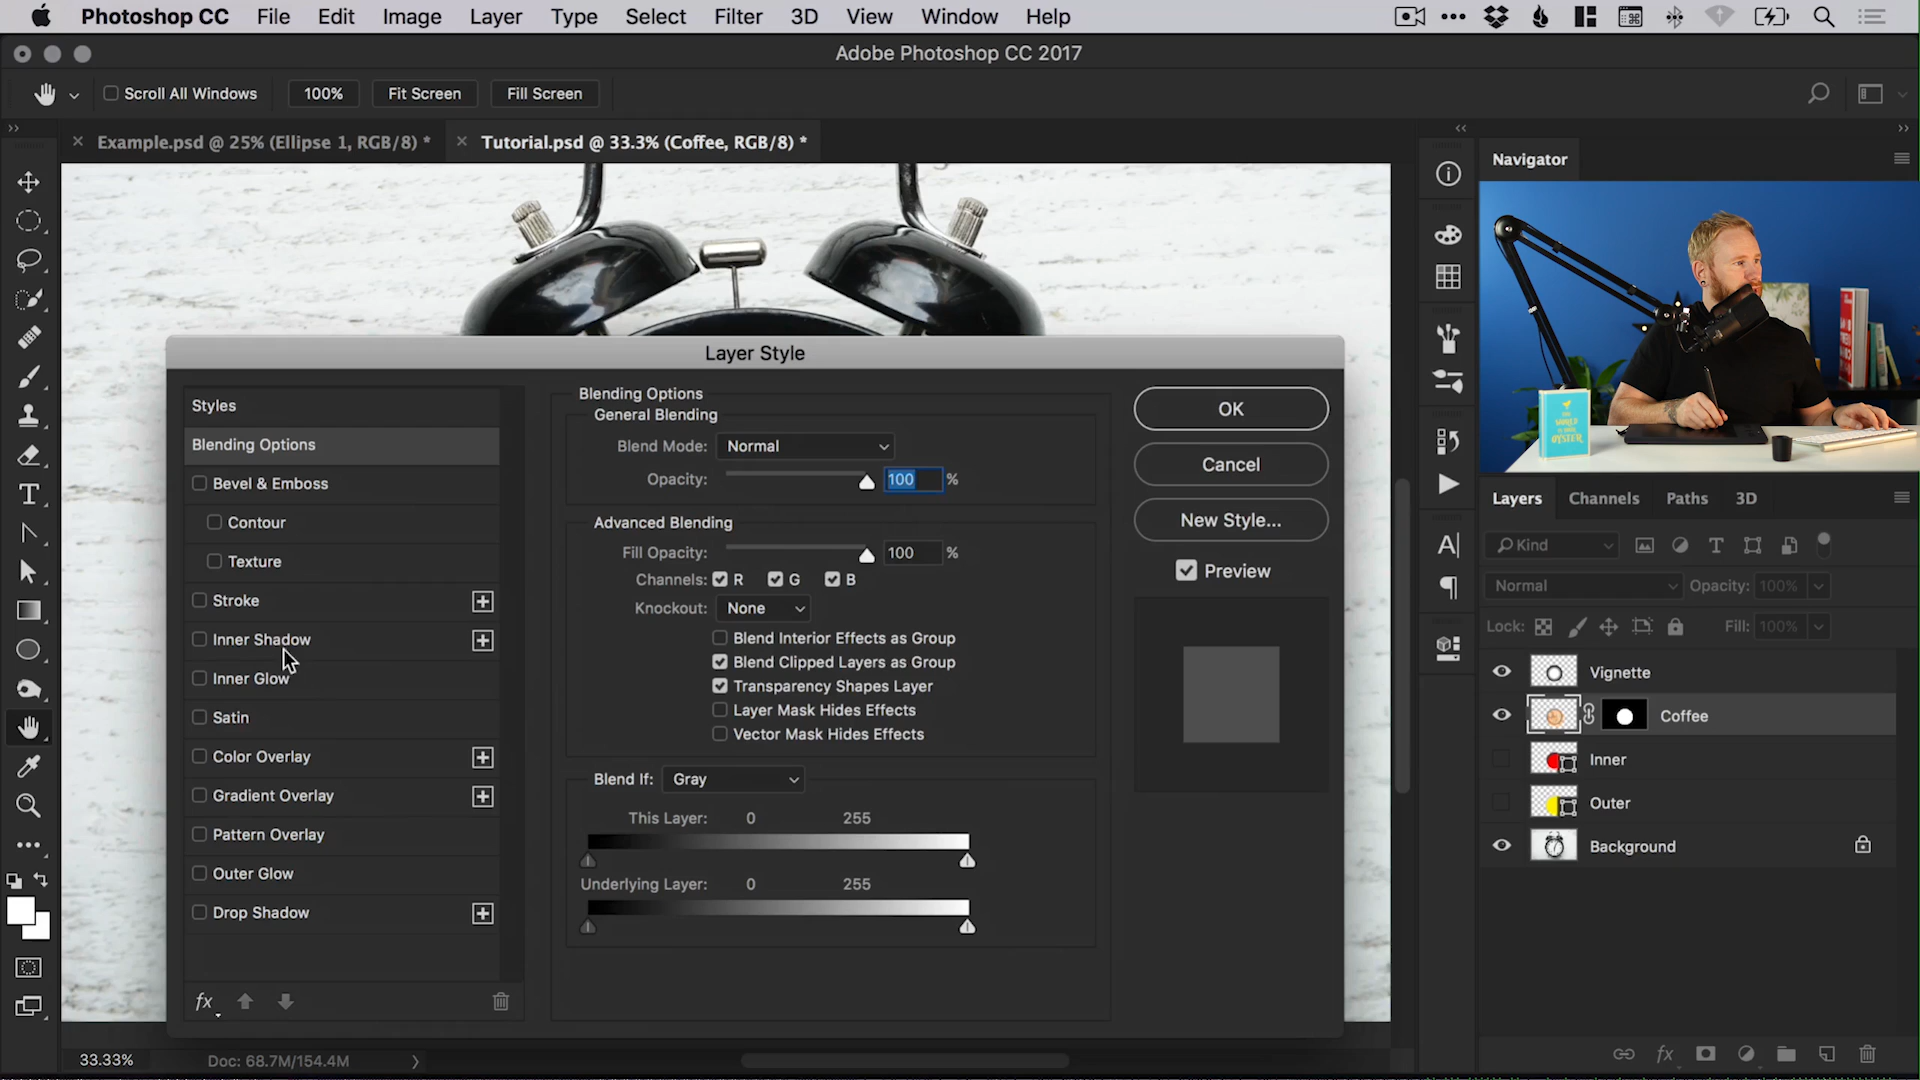 Photoshop CC File Edit Image Layer Type Select Filter 3D View Window Help
Adobe Photoshop CC 2017
Scroll All Windows 100% Fit Screen Fill Screen
Example.psd @ 25% (Ellipse 1, RGB/8) *
Tutorial.psd @ 33.3% (Coffee, RGB/8) *
Navigator
Layer Style
Styles
Blending Options
Bevel & Emboss
Contour
Texture
Stroke
Inner Shadow
Inner Glow
Satin
Color Overlay
Gradient Overlay
Pattern Overlay
Outer Glow
Drop Shadow
fx
Blending Options
General Blending
Blend Mode: Normal
Opacity: 100 %
Advanced Blending
Fill Opacity: 100 %
Channels: R G B
Knockout: None
Blend Interior Effects as Group
Blend Clipped Layers as Group
Transparency Shapes Layer
Layer Mask Hides Effects
Vector Mask Hides Effects
Blend If: Gray
This Layer: 0 255
Underlying Layer: 0 255
OK
Cancel
New Style...
Preview
THE
WORLD
IS YOUR
OYSTER
Layers Channels Paths 3D
Kind
Normal Opacity: 100%
Lock: Fill: 100%
Vignette
Coffee
Inner
Outer
Background
fx
33.33% Doc: 68.7M/154.4M